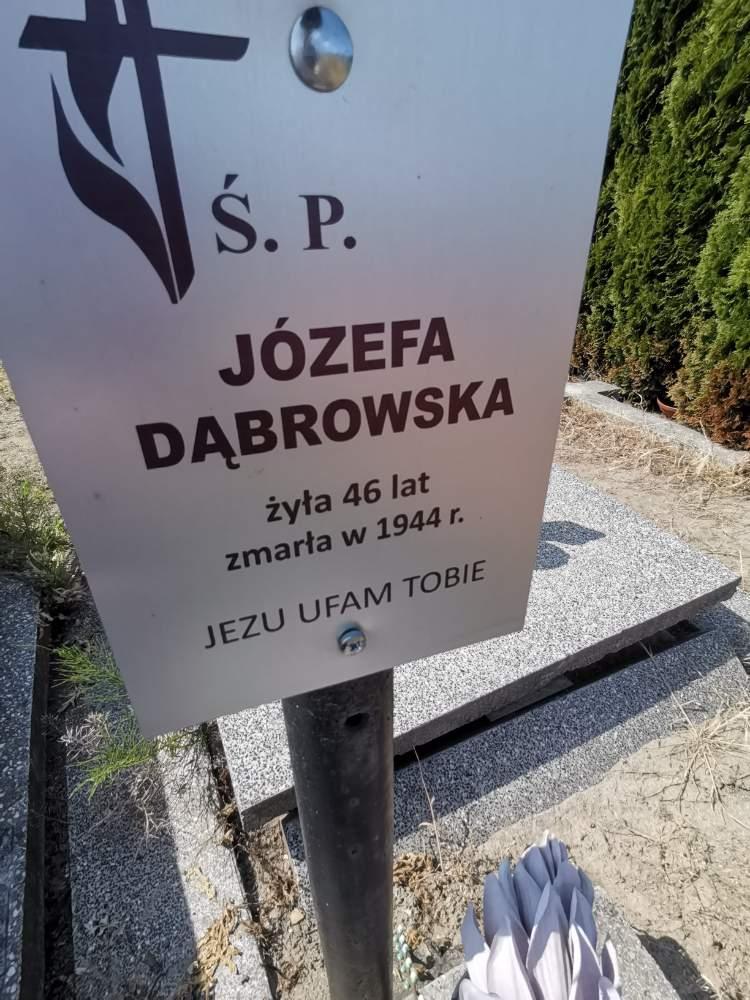 Ś. P.
JÓZEFA
DĄBROWSKA
żyła 46 lat
zmarła w 1944 r.
JEZU UFAM TOBIE